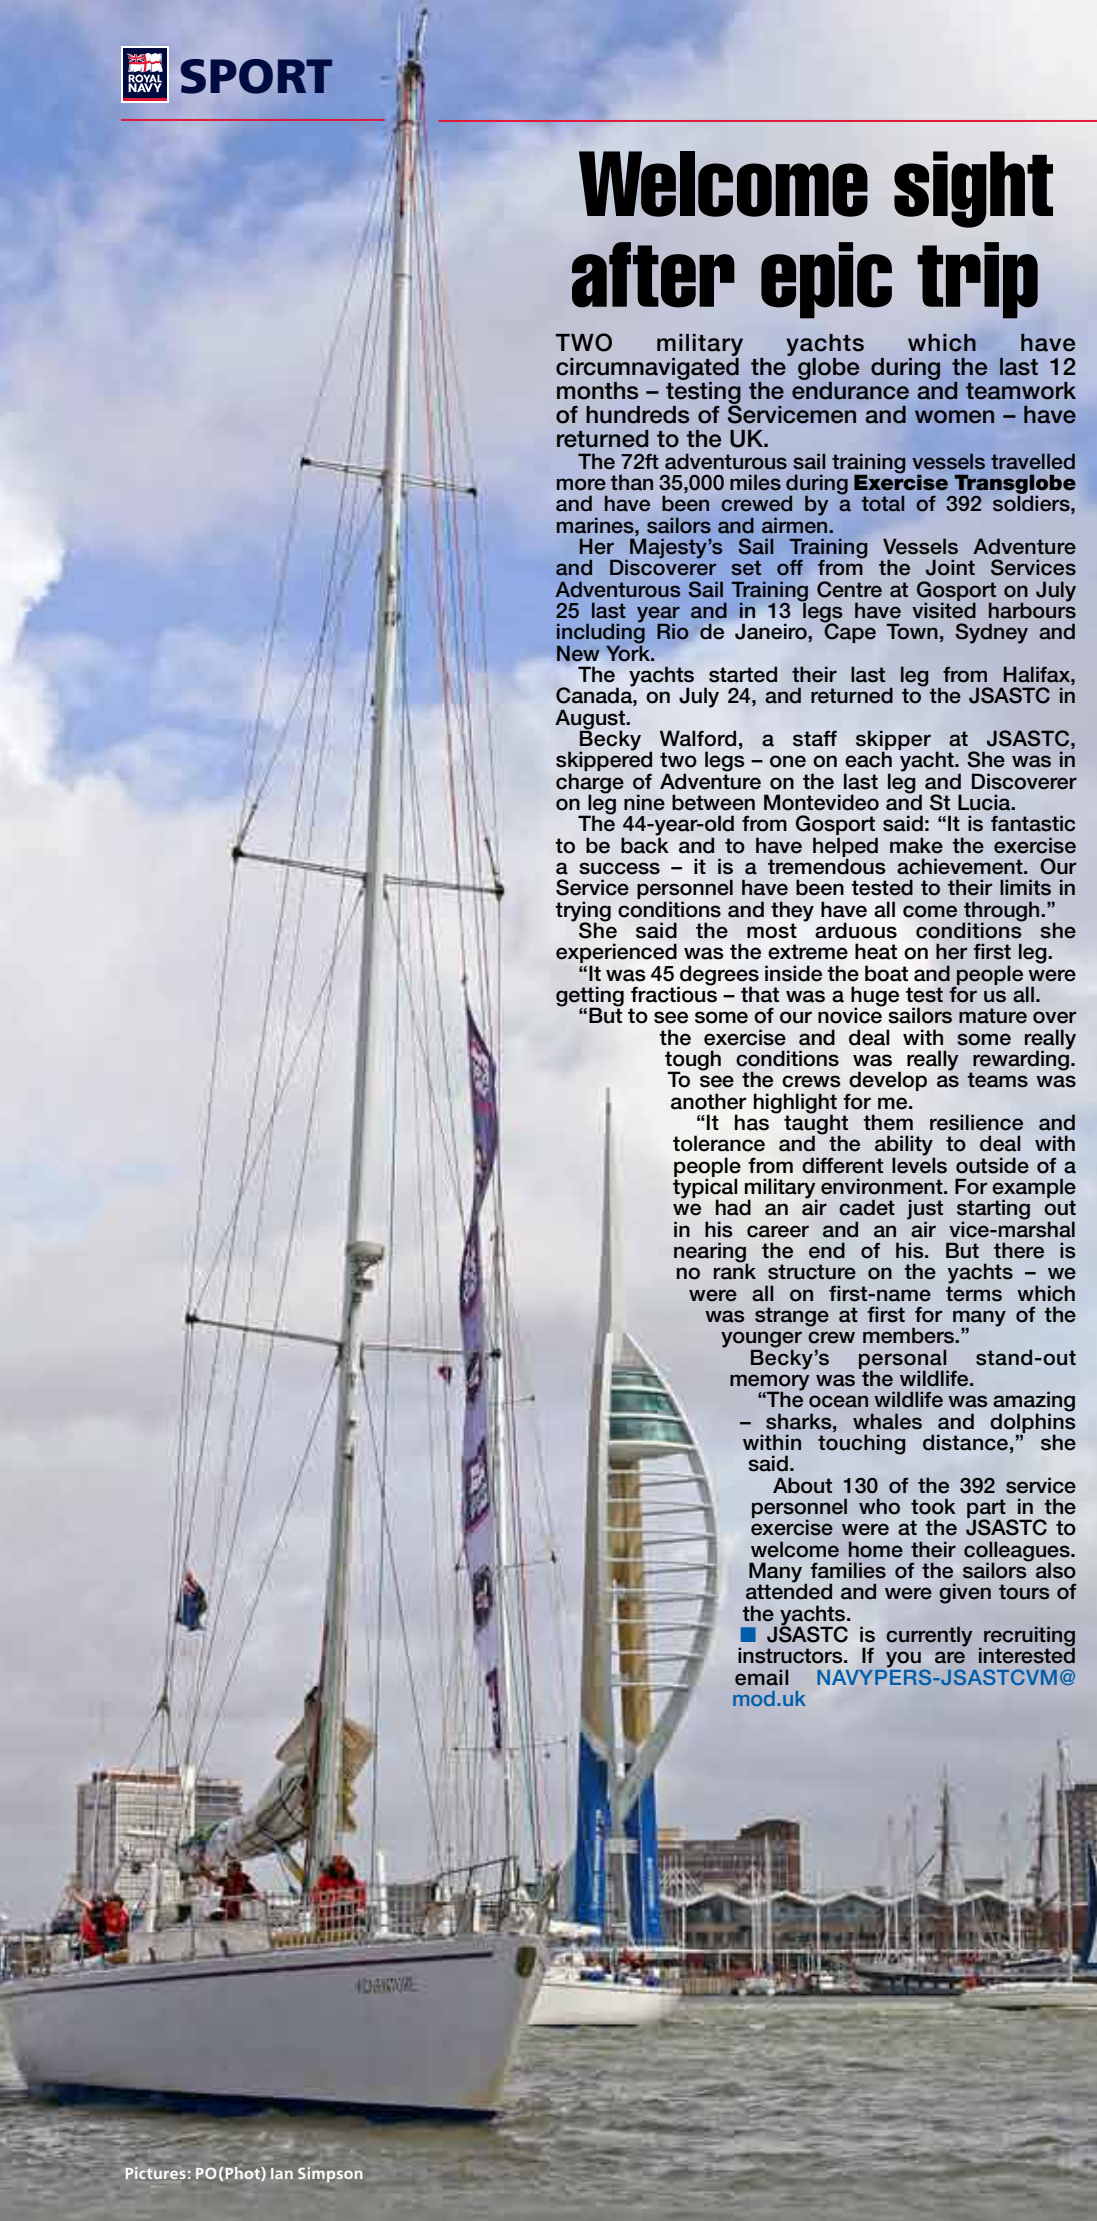 ROYAL
NAVY
SPORT
Welcome sight
after epic trip
TWO military yachts which have
circumnavigated the globe during the last 12
months – testing the endurance and teamwork
of hundreds of Servicemen and women – have
returned to the UK.
The 72ft adventurous sail training vessels travelled
more than 35,000 miles during Exercise Transglobe
and have been crewed by a total of 392 soldiers,
marines, sailors and airmen.
Her Majesty’s Sail Training Vessels Adventure
and Discoverer set off from the Joint Services
Adventurous Sail Training Centre at Gosport on July
25 last year and in 13 legs have visited harbours
including Rio de Janeiro, Cape Town, Sydney and
New York.
The yachts started their last leg from Halifax,
Canada, on July 24, and returned to the JSASTC in
August.
Becky Walford, a staff skipper at JSASTC,
skippered two legs – one on each yacht. She was in
charge of Adventure on the last leg and Discoverer
on leg nine between Montevideo and St Lucia.
The 44-year-old from Gosport said: “It is fantastic
to be back and to have helped make the exercise
a success – it is a tremendous achievement. Our
Service personnel have been tested to their limits in
trying conditions and they have all come through.”
She said the most arduous conditions she
experienced was the extreme heat on her first leg.
“It was 45 degrees inside the boat and people were
getting fractious – that was a huge test for us all.
“But to see some of our novice sailors mature over
the exercise and deal with some really
tough conditions was really rewarding.
To see the crews develop as teams was
another highlight for me.
“It has taught them resilience and
tolerance and the ability to deal with
people from different levels outside of a
typical military environment. For example
we had an air cadet just starting out
in his career and an air vice-marshal
nearing the end of his. But there is
no rank structure on the yachts – we
were all on first-name terms which
was strange at first for many of the
younger crew members.”
Becky’s personal stand-out
memory was the wildlife.
“The ocean wildlife was amazing
– sharks, whales and dolphins
within touching distance,” she
said.
About 130 of the 392 service
personnel who took part in the
exercise were at the JSASTC to
welcome home their colleagues.
Many families of the sailors also
attended and were given tours of
the yachts.
■ JSASTC is currently recruiting
instructors. If you are interested
email NAVYPERS-JSASTCVM@
mod.uk
ADVENTURE
Pictures: PO(Phot) Ian Simpson